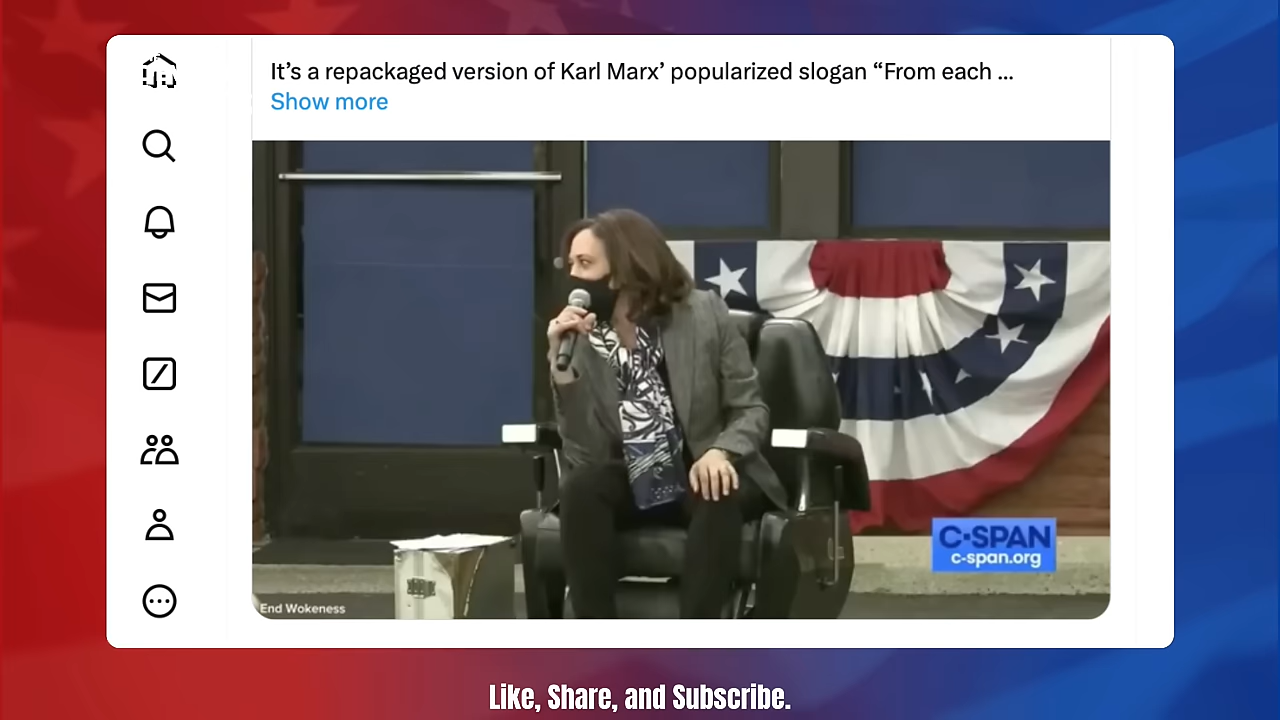 It’s a repackaged version of Karl Marx’ popularized slogan “From each ...
Show more
C-SPAN
c-span.org
End Wokeness
Like, Share, and Subscribe.